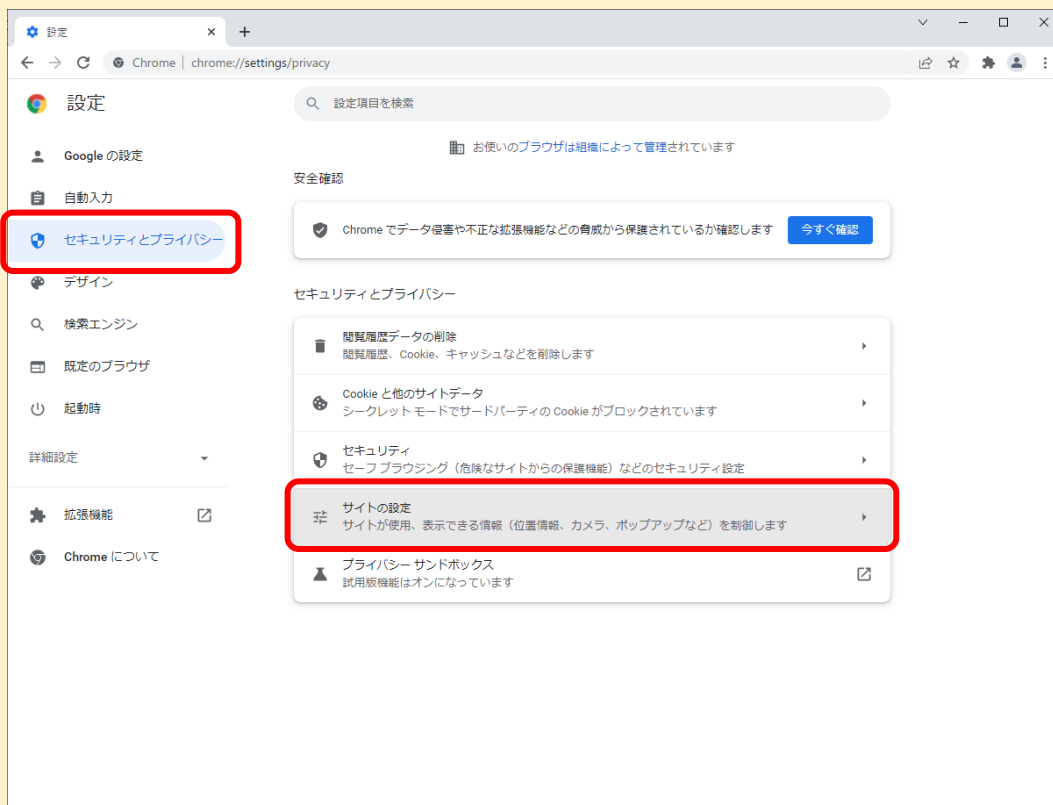 設定
Chrome | chrome://settings/privacy
設定
設定項目を検索
お使いのブラウザは組織によって管理されています
Google の設定
自動入力
セキュリティとプライバシー
デザイン
検索エンジン
既定のブラウザ
起動時
詳細設定
拡張機能
Chrome について
安全確認
Chrome でデータ侵害や不正な拡張機能などの脅威から保護されているか確認します
今すぐ確認
セキュリティとプライバシー
閲覧履歴データの削除
閲覧履歴、Cookie、キャッシュなどを削除します
Cookie と他のサイトデータ
シークレット モードでサードパーティの Cookie がブロックされています
セキュリティ
セーフ ブラウジング（危険なサイトからの保護機能）などのセキュリティ設定
サイトの設定
サイトが使用、表示できる情報（位置情報、カメラ、ポップアップなど）を制御します
プライバシー サンドボックス
試用版機能はオンになっています